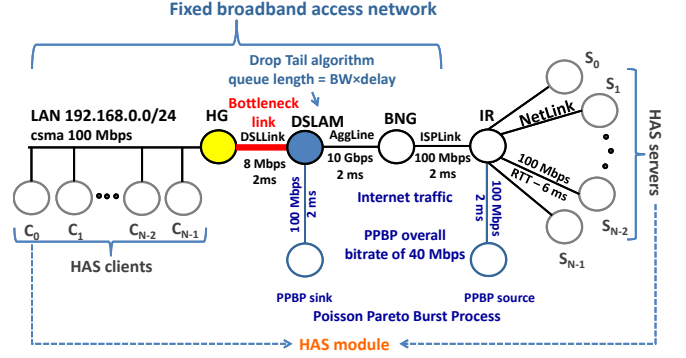 Fixed broadband access network
Drop Tail algorithm
queue length = BW×delay
LAN 192.168.0.0/24
csma 100 Mbps
HG
Bottleneck
link
DSLLink
8 Mbps
2ms
DSLAM
AggLine
10 Gbps
2 ms
BNG
ISPLink
100 Mbps
2 ms
IR
NetLink
100 Mbps
RTT – 6 ms
S0
S1
SN-2
SN-1
HAS servers
C0
C1
CN-2
CN-1
HAS clients
100 Mbps
2 ms
Internet traffic
PPBP overall
bitrate of 40 Mbps
100 Mbps
2 ms
PPBP sink
PPBP source
Poisson Pareto Burst Process
HAS module